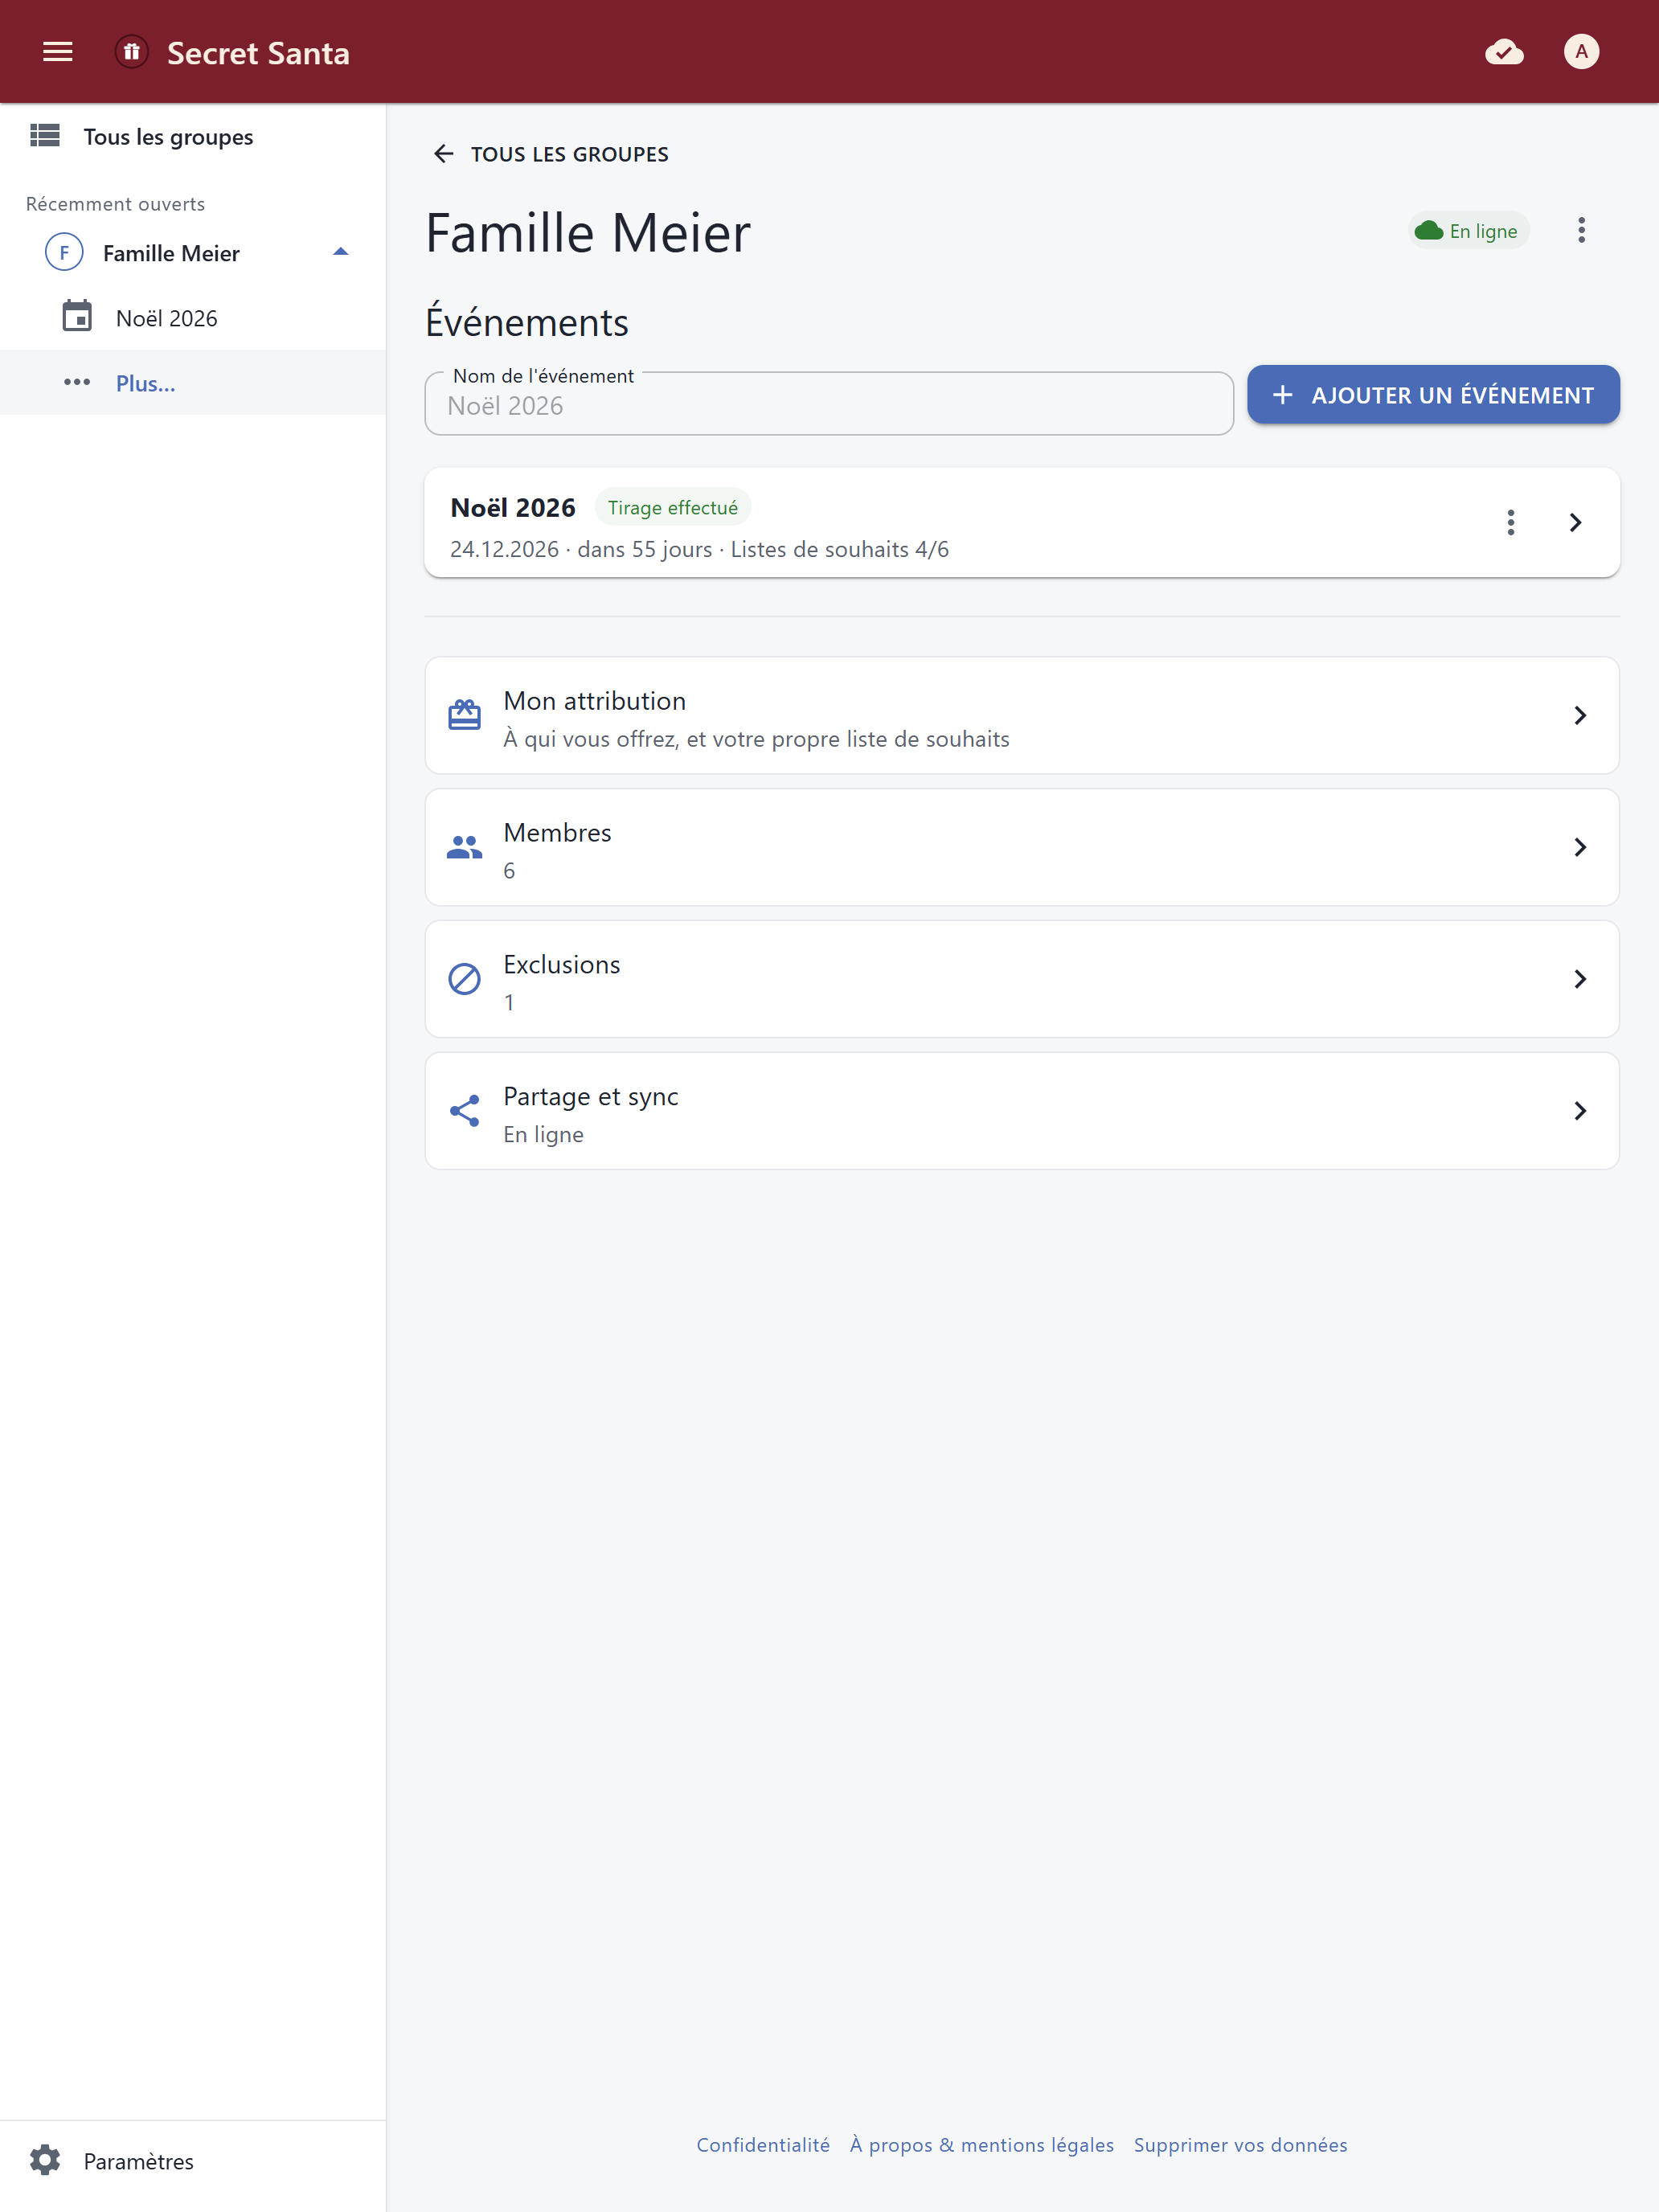 Secret Santa
A
Tous les groupes
Récemment ouverts
F Famille Meier
Noël 2026
Plus...
TOUS LES GROUPES
Famille Meier
En ligne
Événements
Nom de l'événement
Noël 2026
AJOUTER UN ÉVÉNEMENT
Noël 2026 Tirage effectué
24.12.2026 · dans 55 jours · Listes de souhaits 4/6
Mon attribution
À qui vous offrez, et votre propre liste de souhaits
Membres
6
Exclusions
1
Partage et sync
En ligne
Paramètres
Confidentialité À propos & mentions légales Supprimer vos données